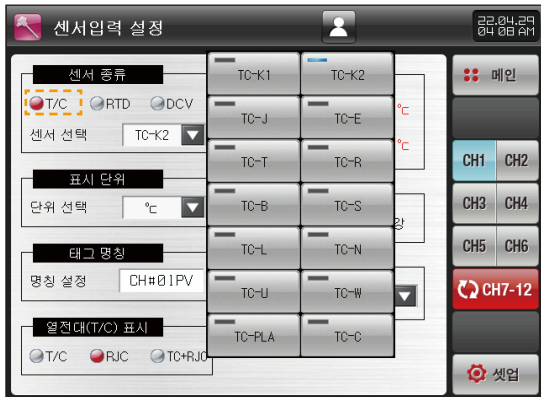 센서입력 설정
22.04.29
04 08 AM
센서 종류
T/C RTD DCV
센서 선택 TC-K2
표시 단위
단위 선택 ℃
태그 명칭
명칭 설정 CH#01PV
열전대(T/C) 표시
T/C RJC TC+RJC
TC-K1 TC-K2
TC-J TC-E
TC-T TC-R
TC-B TC-S
TC-L TC-N
TC-U TC-W
TC-PLA TC-C
℃
℃
메인
CH1 CH2
CH3 CH4
CH5 CH6
CH7-12
셋업